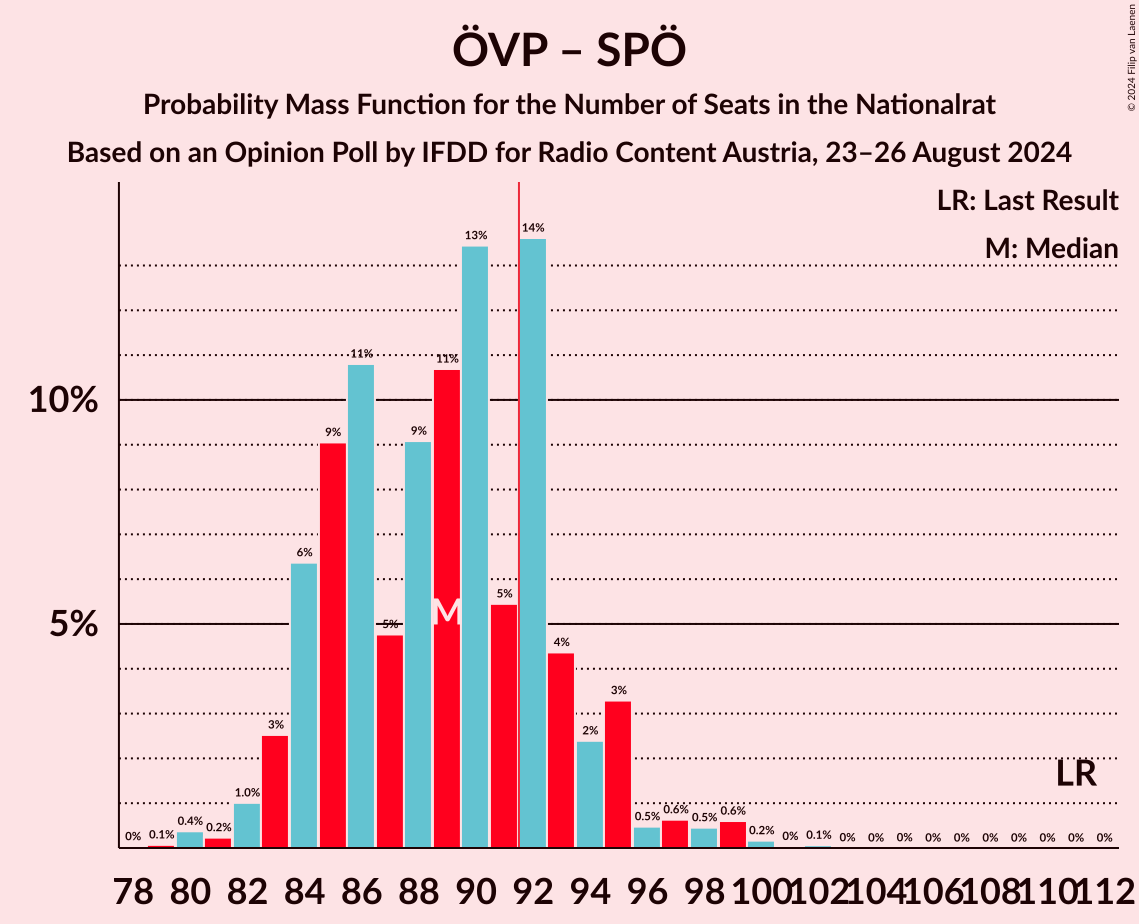 ÖVP – SPÖ
Probability Mass Function for the Number of Seats in the Nationalrat
Based on an Opinion Poll by IFDD for Radio Content Austria, 23–26 August 2024
© 2024 Filip van Laenen
LR: Last Result
M: Median
10%
5%
0% 0.1% 0.4% 0.2% 1.0% 3% 6% 9% 11% 5% 9% 11% 13% 5% 14% 4% 2% 3% 0.5% 0.6% 0.5% 0.6% 0.2% 0% 0.1% 0% 0% 0% 0% 0% 0% 0% 0% 0% 0%
M
LR
78 80 82 84 86 88 90 92 94 96 98 100 102 104 106 108 110 112